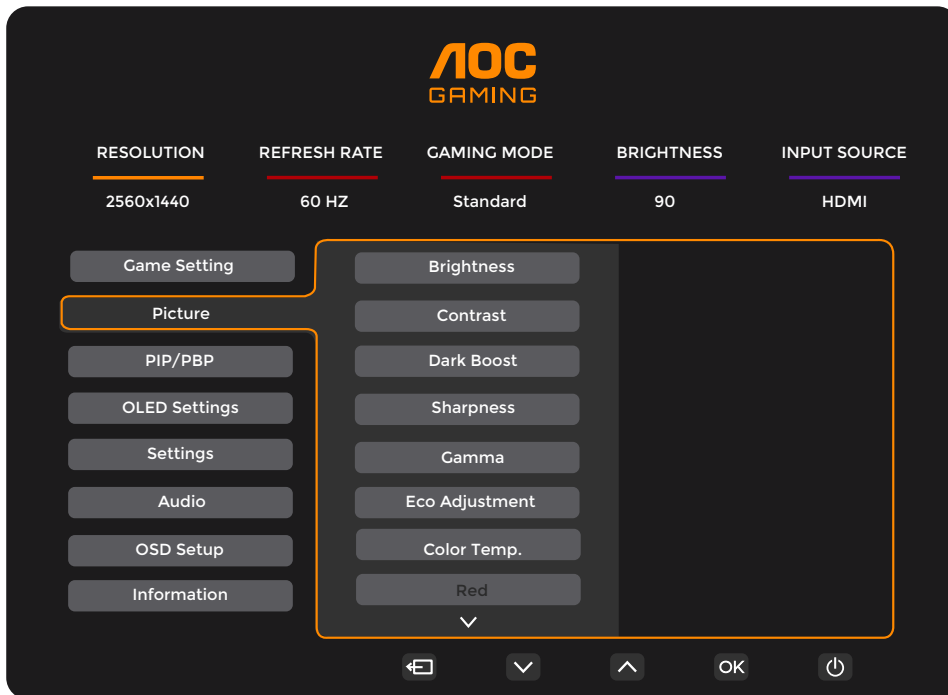 AOC
GAMING
RESOLUTION REFRESH RATE GAMING MODE BRIGHTNESS INPUT SOURCE
2560x1440 60 HZ Standard 90 HDMI
Game Setting
Picture
PIP/PBP
OLED Settings
Settings
Audio
OSD Setup
Information
Brightness
Contrast
Dark Boost
Sharpness
Gamma
Eco Adjustment
Color Temp.
Red
OK